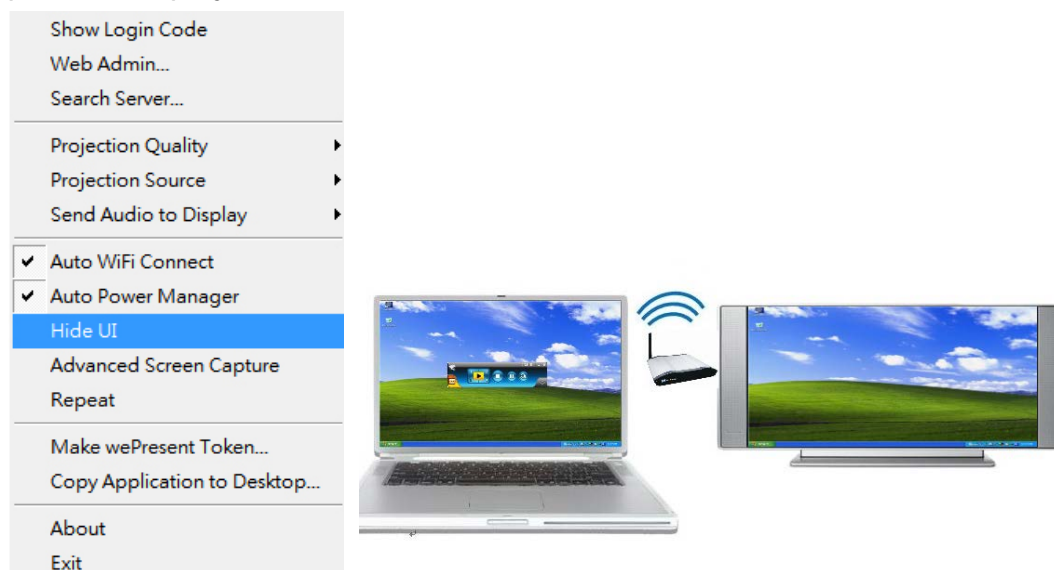 Show Login Code
Web Admin...
Search Server...
Projection Quality
Projection Source
Send Audio to Display
Auto WiFi Connect
Auto Power Manager
Hide UI
Advanced Screen Capture
Repeat
Make wePresent Token...
Copy Application to Desktop...
About
Exit